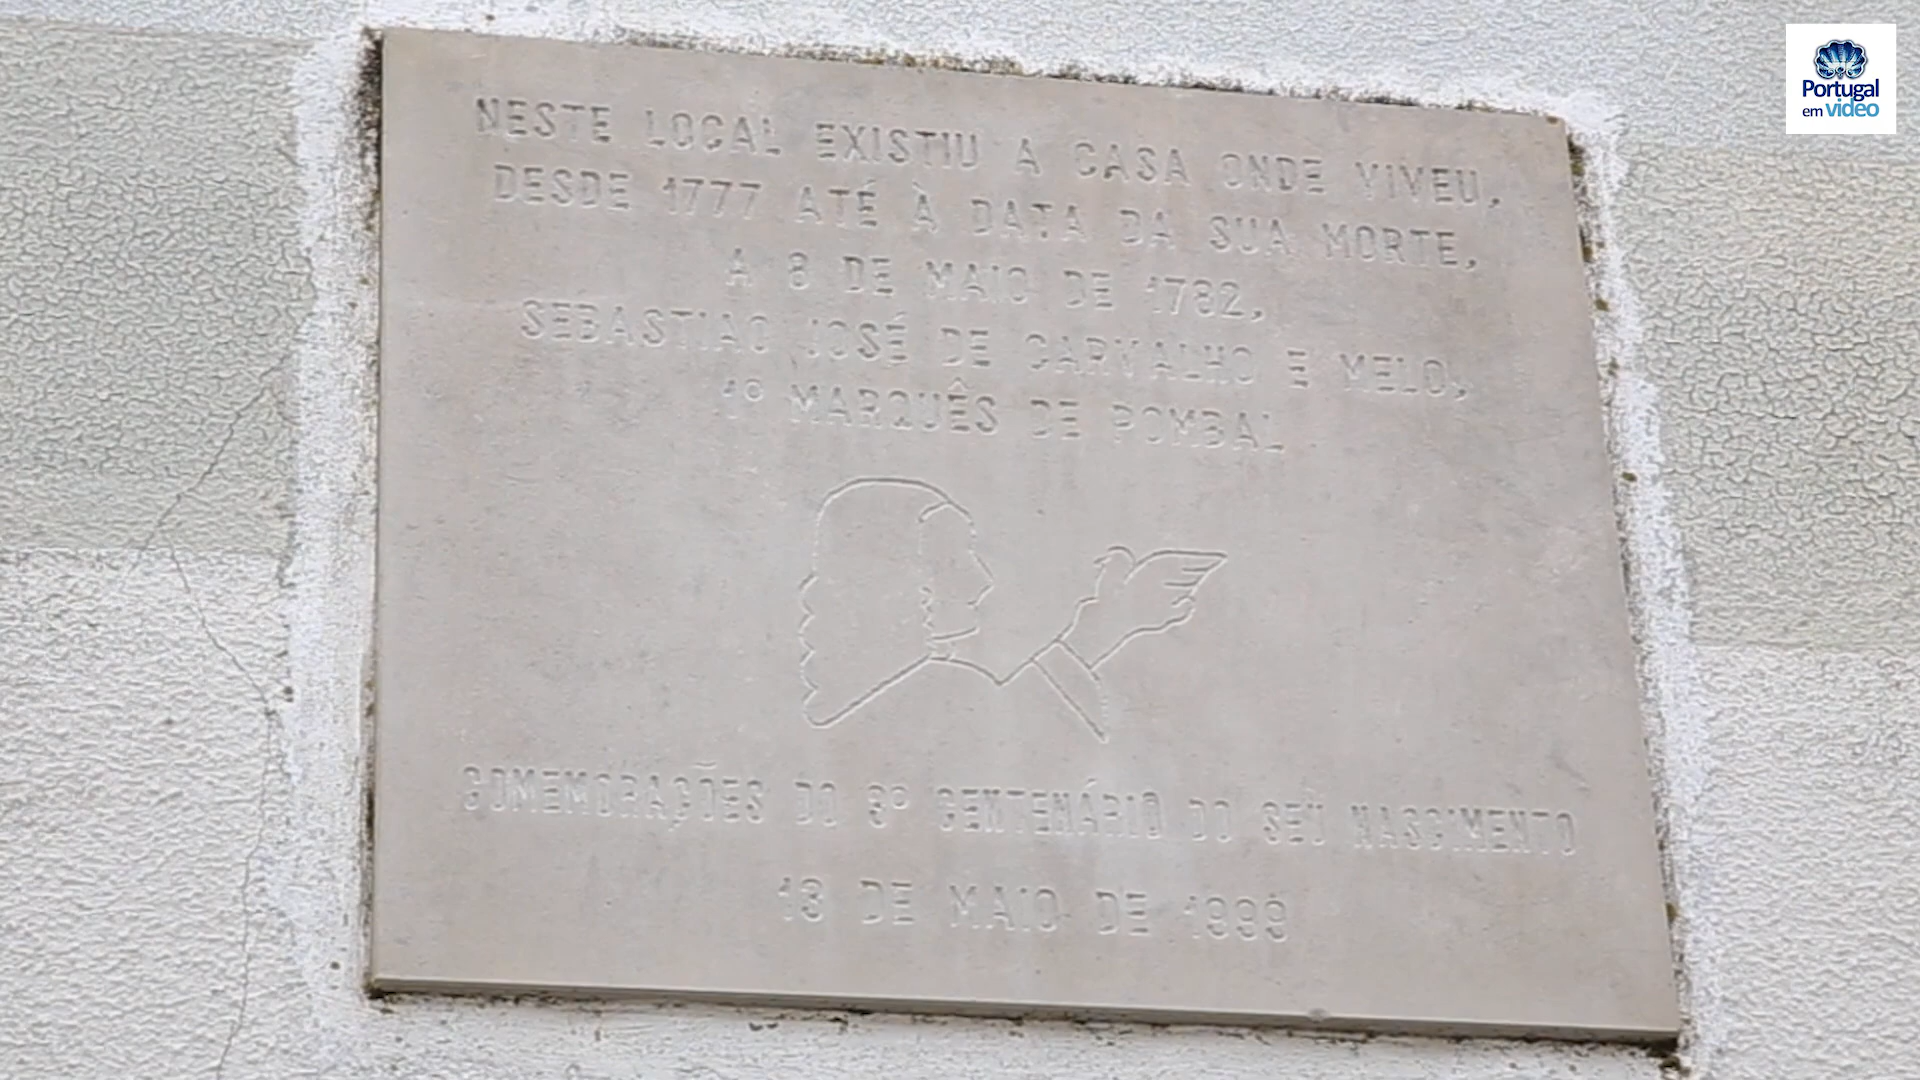 NESTE LOCAL EXISTIU A CASA ONDE VIVEU,
DESDE 1777 ATÉ À DATA DA SUA MORTE,
A 8 DE MAIO DE 1782,
SEBASTIÃO JOSÉ DE CARVALHO E MELO,
1º MARQUÊS DE POMBAL
COMEMORAÇÕES DO 3º CENTENÁRIO DO SEU NASCIMENTO
13 DE MAIO DE 1999
Portugal
em video